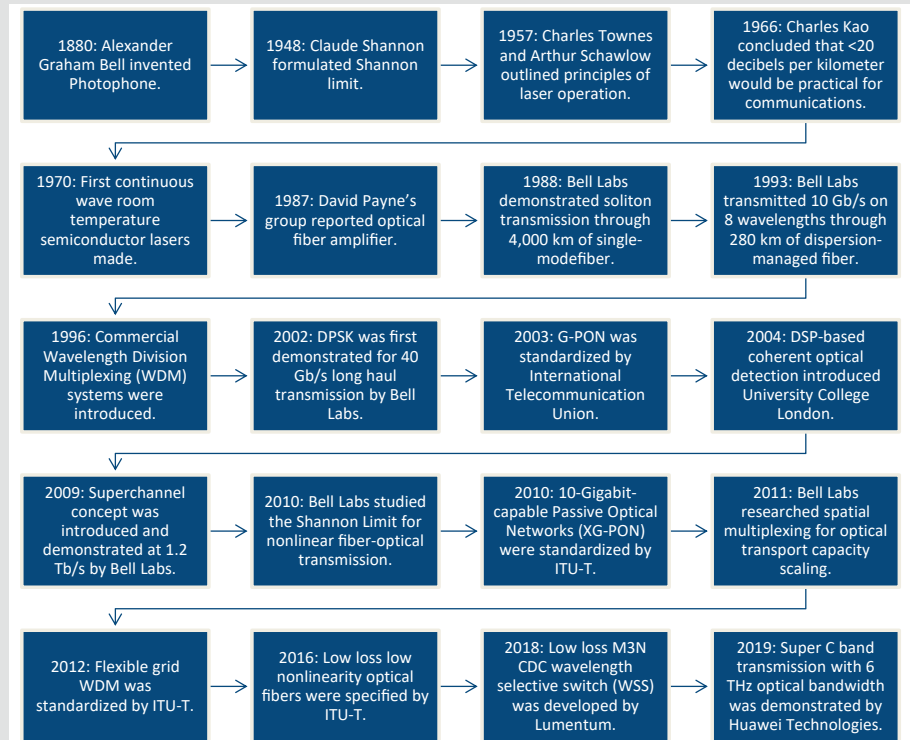 1880: Alexander
Graham Bell invented
Photophone.
1948: Claude Shannon
formulated Shannon
limit.
1957: Charles Townes
and Arthur Schawlow
outlined principles of
laser operation.
1966: Charles Kao
concluded that <20
decibels per kilometer
would be practical for
communications.
1970: First continuous
wave room
temperature
semiconductor lasers
made.
1987: David Payne’s
group reported optical
fiber amplifier.
1988: Bell Labs
demonstrated soliton
transmission through
4,000 km of single-
modefiber.
1993: Bell Labs
transmitted 10 Gb/s on
8 wavelengths through
280 km of dispersion-
managed fiber.
1996: Commercial
Wavelength Division
Multiplexing (WDM)
systems were
introduced.
2002: DPSK was first
demonstrated for 40
Gb/s long haul
transmission by Bell
Labs.
2003: G-PON was
standardized by
International
Telecommunication
Union.
2004: DSP-based
coherent optical
detection introduced
University College
London.
2009: Superchannel
concept was
introduced and
demonstrated at 1.2
Tb/s by Bell Labs.
2010: Bell Labs studied
the Shannon Limit for
nonlinear fiber-optical
transmission.
2010: 10-Gigabit-
capable Passive Optical
Networks (XG-PON)
were standardized by
ITU-T.
2011: Bell Labs
researched spatial
multiplexing for optical
transport capacity
scaling.
2012: Flexible grid
WDM was
standardized by ITU-T.
2016: Low loss low
nonlinearity optical
fibers were specified by
ITU-T.
2018: Low loss M3N
CDC wavelength
selective switch (WSS)
was developed by
Lumentum.
2019: Super C band
transmission with 6
THz optical bandwidth
was demonstrated by
Huawei Technologies.